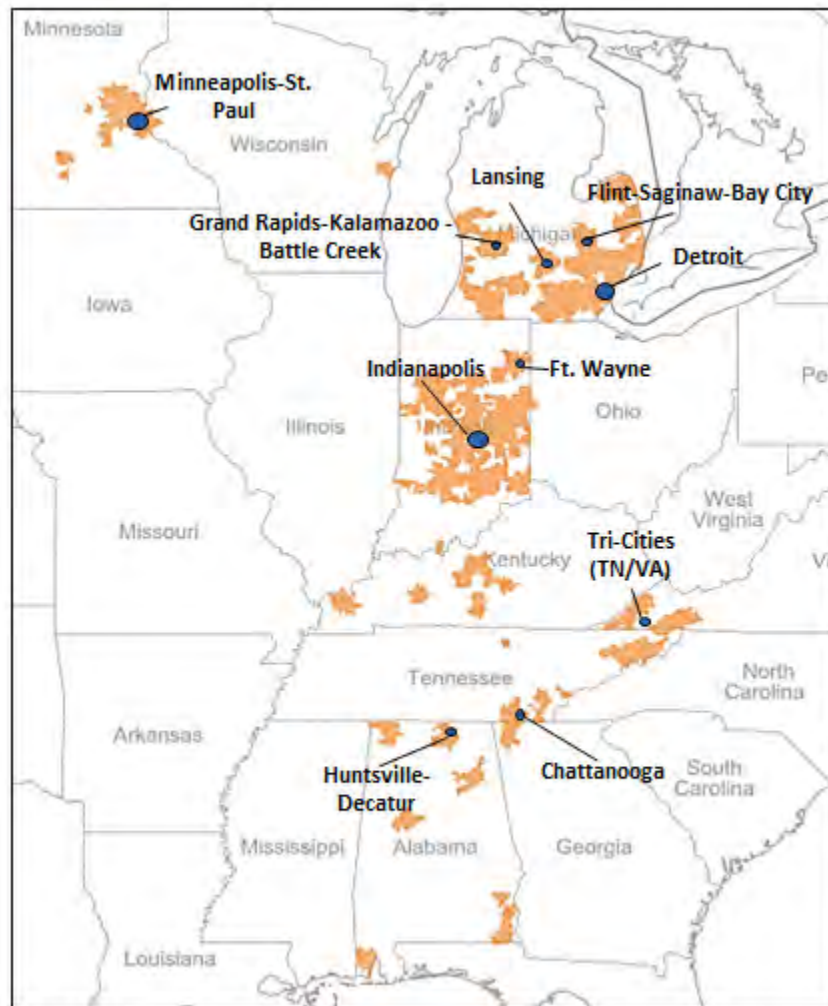 Minnesota
Minneapolis-St.
Paul
Wisconsin
Lansing
Flint-Saginaw-Bay City
Grand Rapids-Kalamazoo -
Battle Creek
Michigan
Detroit
Iowa
Indianapolis
Ft. Wayne
Pe
Illinois
Ohio
West
Virginia
Missouri
Kentucky
Tri-Cities
(TN/VA)
Vi
Tennessee
North
Carolina
Arkansas
Huntsville-
Decatur
Chattanooga
South
Carolina
Mississippi
Alabama
Georgia
Louisiana